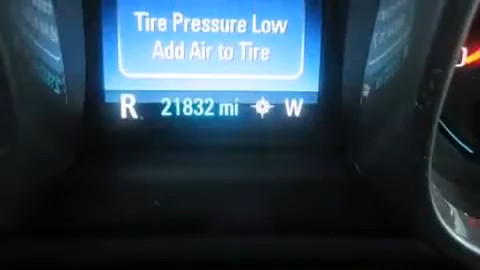 Tire Pressure Low
Add Air to Tire
R 21832 mi W